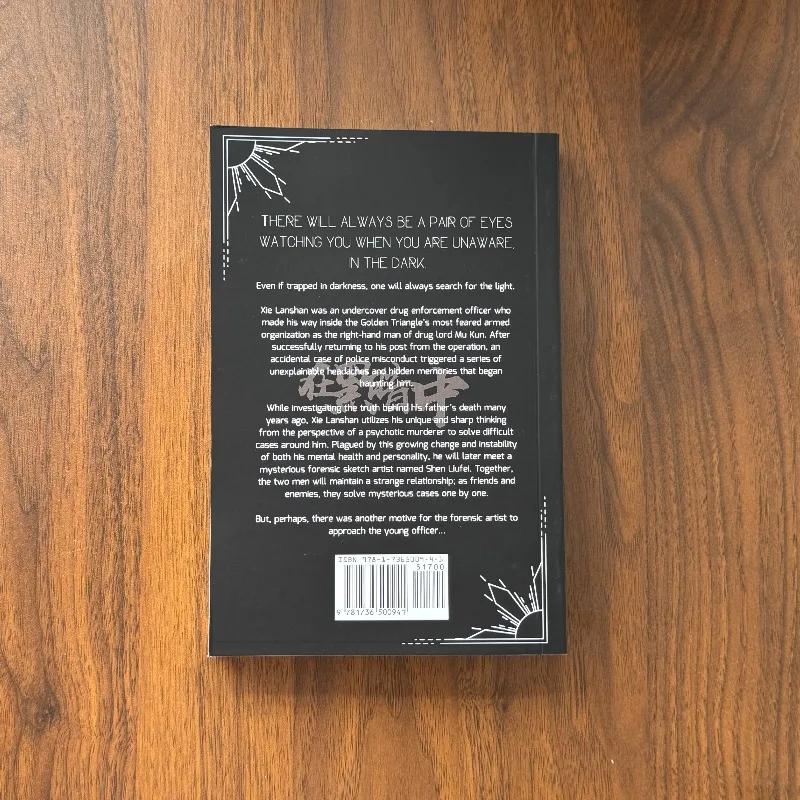 THERE WILL ALWAYS BE A PAIR OF EYES
WATCHING YOU WHEN YOU ARE UNAWARE,
IN THE DARK.
Even if trapped in darkness, one will always search for the light.
Xie Lanshan was an undercover drug enforcement officer who
made his way inside the Golden Triangle's most feared armed
organization as the right-hand man of drug lord Mu Kun. After
successfully returning to his post from the operation, an
accidental case of police misconduct triggered a series of
unexplainable headaches and hidden memories that began
haunting him.
While investigating the truth behind his father's death many
years ago, Xie Lanshan utilizes his unique and sharp thinking
from the perspective of a psychotic murderer to solve difficult
cases around him. Plagued by this growing change and instability
of both his mental health and personality, he will later meet a
mysterious forensic sketch artist named Shen Liufei. Together,
the two men will maintain a strange relationship; as friends and
enemies, they solve mysterious cases one by one.
But, perhaps, there was another motive for the forensic artist to
approach the young officer...
ISBN
51700